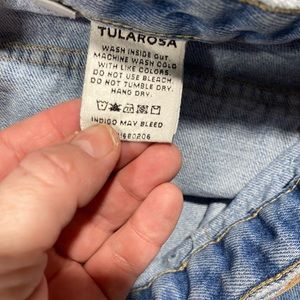 TULAROSA
WASH INSIDE OUT
MACHINE WASH COLD
WITH LIKE COLORS.
DO NOT USE BLEACH.
DO NOT TUMBLE DRY.
HANG DRY.
INDIGO MAY BLEED